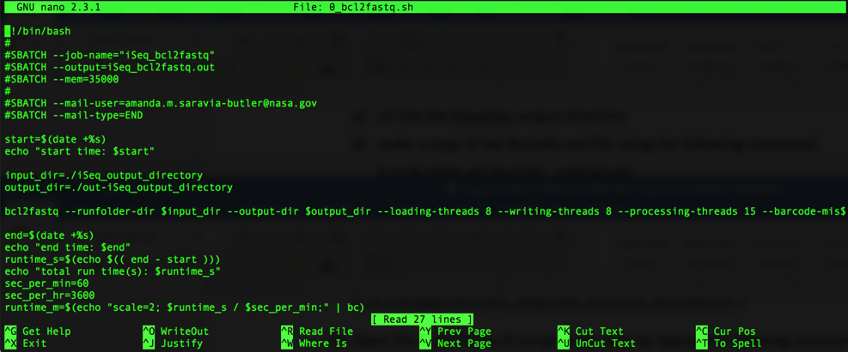 GNU nano 2.3.1 File: 0_bcl2fastq.sh
#!/bin/bash
#
#SBATCH --job-name="iSeq_bcl2fastq"
#SBATCH --output=iSeq_bcl2fastq.out
#SBATCH --mem=35000
#
#SBATCH --mail-user=amanda.m.saravia-butler@nasa.gov
#SBATCH --mail-type=END
start=$(date +%s)
echo "start time: $start"
input_dir=./iSeq_output_directory
output_dir=./out-iSeq_output_directory
bcl2fastq --runfolder-dir $input_dir --output-dir $output_dir --loading-threads 8 --writing-threads 8 --processing-threads 15 --barcode-mis$
end=$(date +%s)
echo "end time: $end"
runtime_s=$(echo $(( end - start )))
echo "total run time(s): $runtime_s"
sec_per_min=60
sec_per_hr=3600
runtime_m=$(echo "scale=2; $runtime_s / $sec_per_min;" | bc)
[ Read 27 lines ]
^G Get Help ^O WriteOut ^R Read File ^Y Prev Page ^K Cut Text ^C Cur Pos
^X Exit ^J Justify ^W Where Is ^V Next Page ^U UnCut Text ^T To Spell